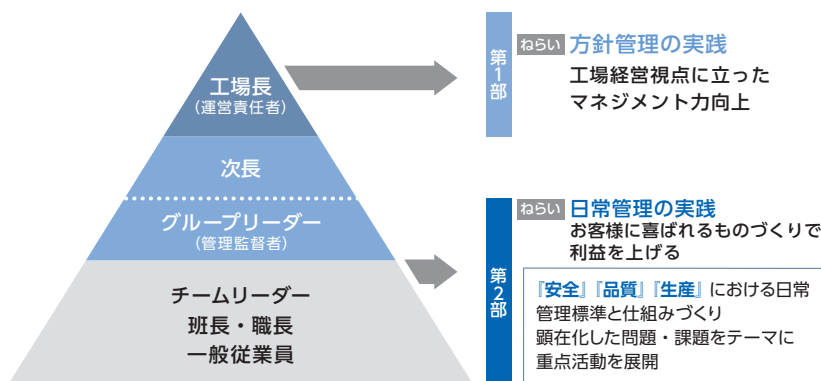 工場長
（運営責任者）
次長
グループリーダー
（管理監督者）
チームリーダー
班長・職長
一般従業員
第1部
ねらい 方針管理の実践
工場経営視点に立った
マネジメント力向上
第2部
ねらい 日常管理の実践
お客様に喜ばれるものづくりで
利益を上げる
『安全』『品質』『生産』における日常
管理標準と仕組みづくり
顕在化した問題・課題をテーマに
重点活動を展開